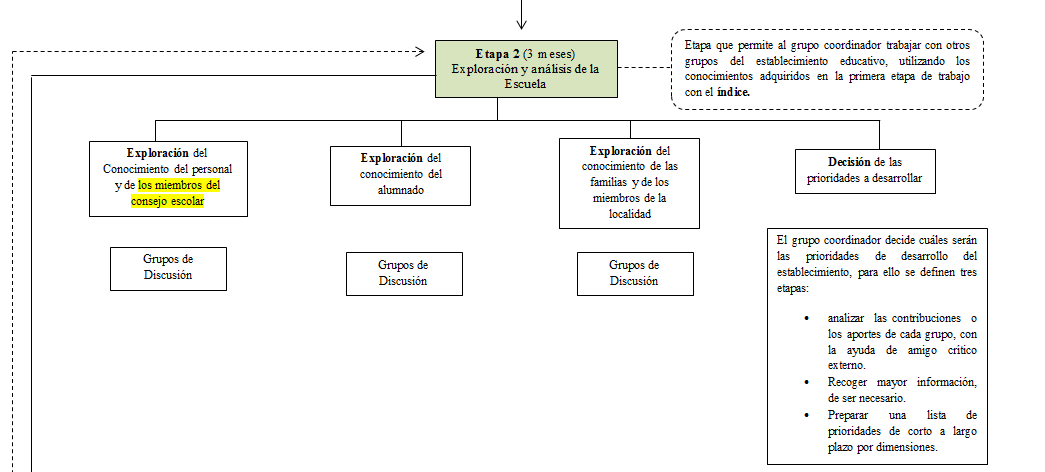 Etapa 2 (3 meses)
Exploración y análisis de la
Escuela
Etapa que permite al grupo coordinador trabajar con otros
grupos del establecimiento educativo, utilizando los
conocimientos adquiridos en la primera etapa de trabajo
con el índice.
Exploración del
Conocimiento del personal
y de los miembros del
consejo escolar
Exploración del
conocimiento del
alumnado
Exploración del
conocimiento de las
familias y de los
miembros de la
localidad
Decisión de las
prioridades a desarrollar
Grupos de
Discusión
Grupos de
Discusión
Grupos de
Discusión
El grupo coordinador decide cuáles serán
las prioridades de desarrollo del
establecimiento, para ello se definen tres
etapas:
• analizar las contribuciones o
los aportes de cada grupo, con
la ayuda de amigo crítico
externo.
• Recoger mayor información,
de ser necesario.
• Preparar una lista de
prioridades de corto a largo
plazo por dimensiones.